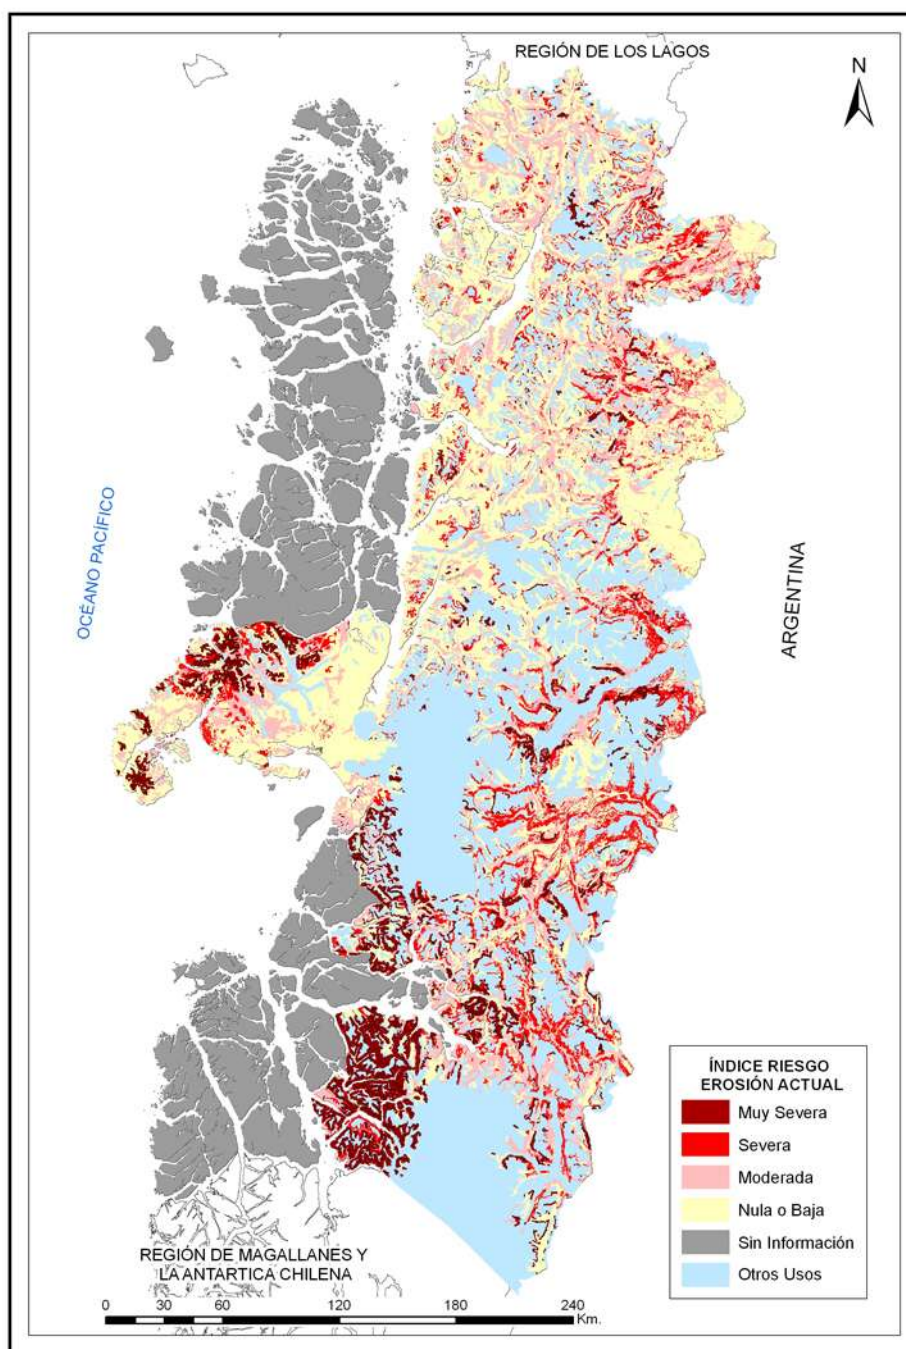 REGIÓN DE LOS LAGOS
N
OCÉANO PACÍFICO
ARGENTINA
ÍNDICE RIESGO
EROSIÓN ACTUAL
Muy Severa
Severa
Moderada
Nula o Baja
Sin Información
Otros Usos
REGIÓN DE MAGALLANES Y
LA ANTARTICA CHILENA
0 30 60 120 180 240
Km.